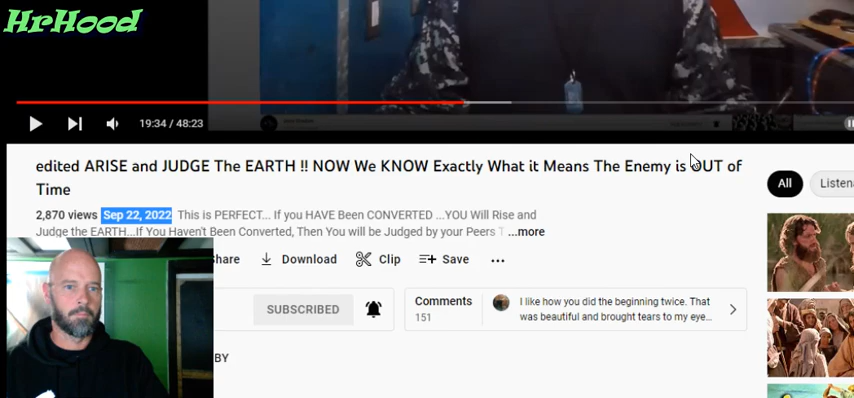 HrHood
19:34 / 48:23
edited ARISE and JUDGE The EARTH !! NOW We KNOW Exactly What it Means The Enemy is OUT of
Time
2,870 views Sep 22, 2022 This is PERFECT... If you HAVE Been CONVERTED ...YOU Will Rise and
Judge the EARTH...If You Haven't Been Converted, Then You will be Judged by your Peers T ...more
All
Listen
hare
Download
Clip
Save
...
SUBSCRIBED
Comments
151
I like how you did the beginning twice. That
was beautiful and brought tears to my eye...
BY